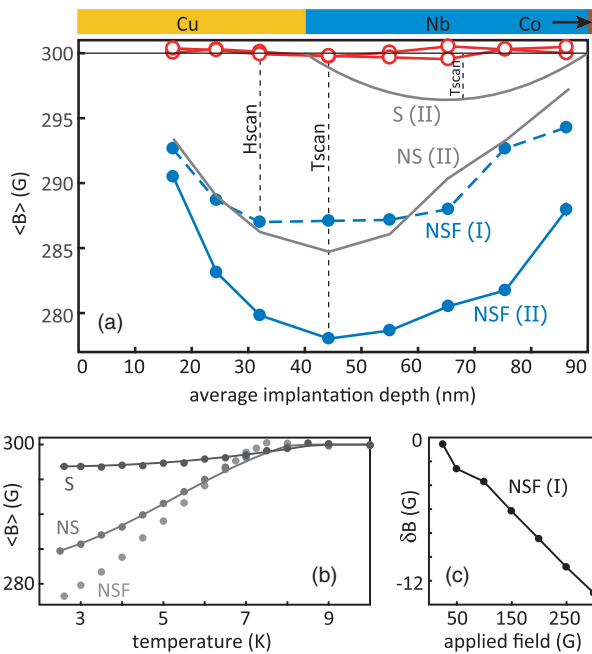 Cu Nb Co
300
295
290
285
280
<B> (G)
Hscan
Tscan
Tscan
S (II)
NS (II)
NSF (I)
NSF (II)
(a)
0 10 20 30 40 50 60 70 80 90
average implantation depth (nm)
300
280
<B> (G)
S
NS
NSF
(b)
3 5 7 9
temperature (K)
0
-12
δB (G)
NSF (I)
(c)
50 150 250
applied field (G)